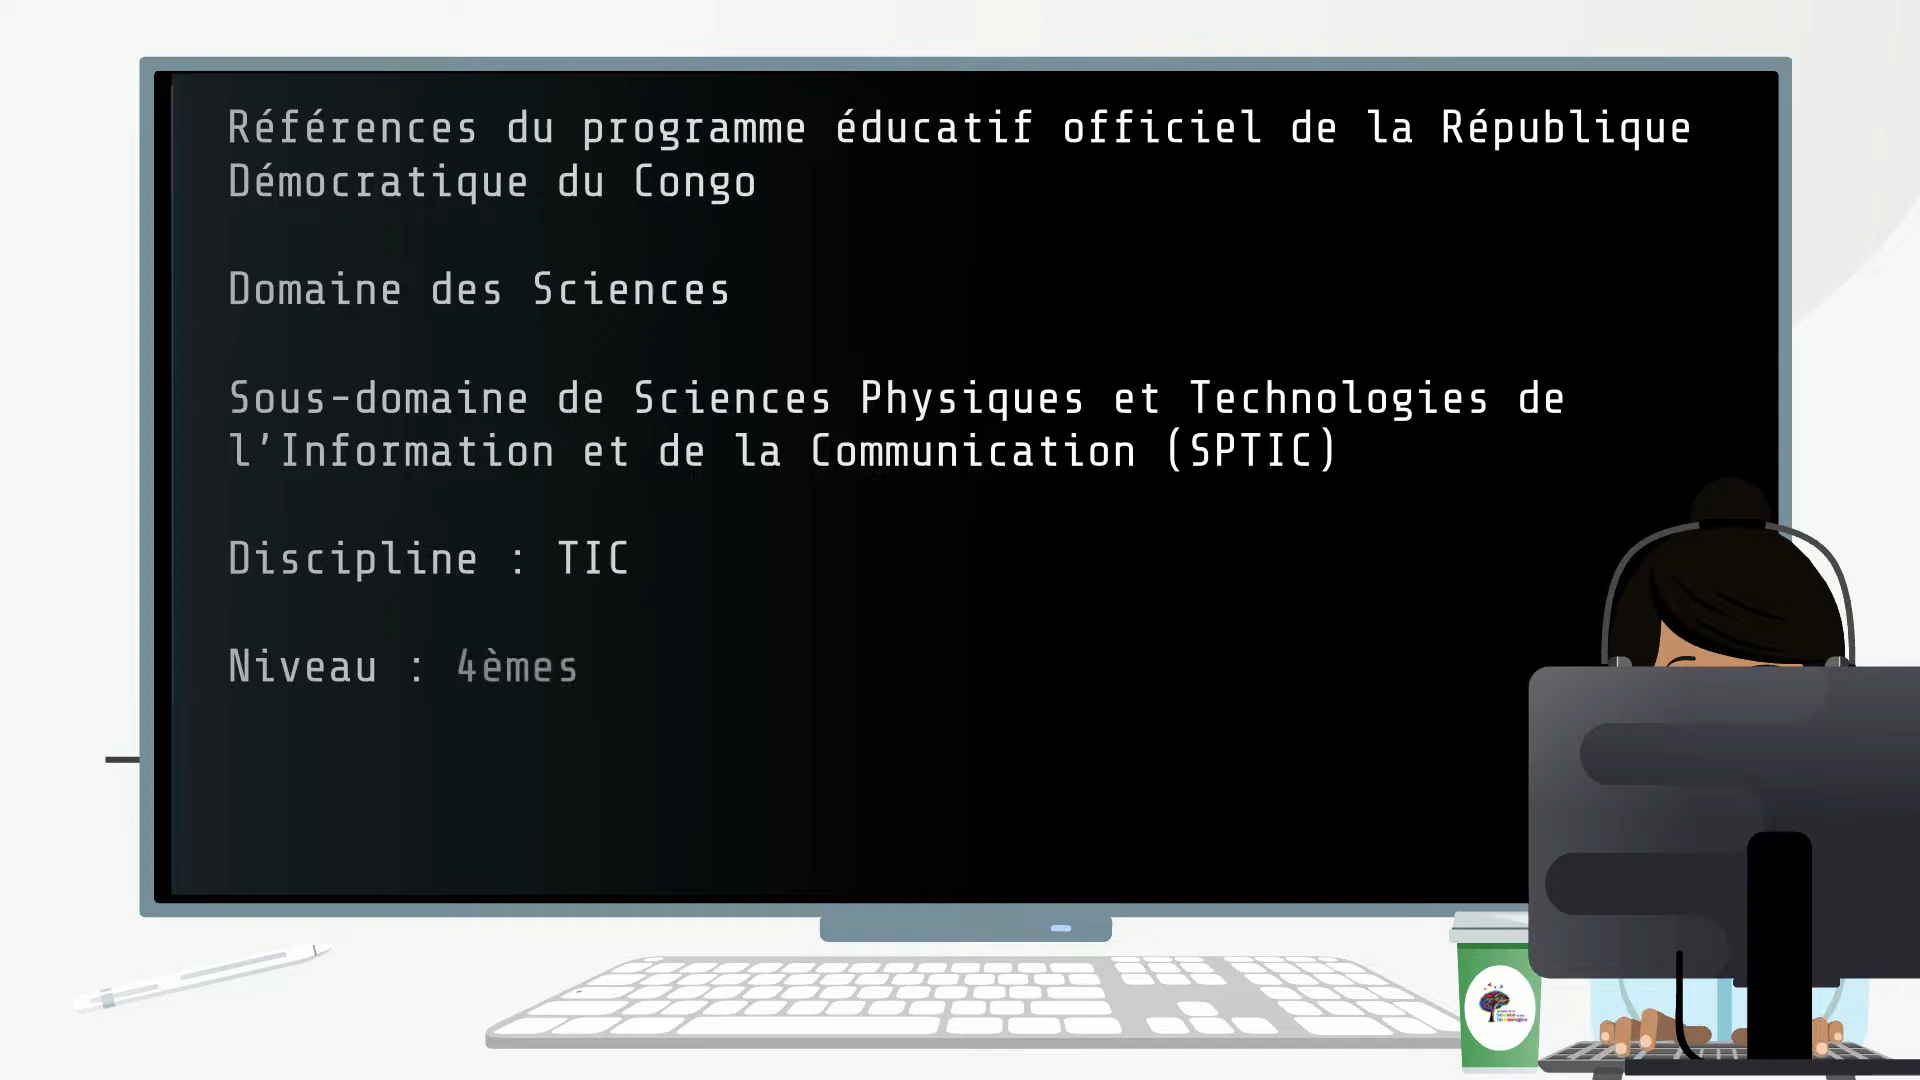 Références du programme éducatif officiel de la République
Démocratique du Congo
Domaine des Sciences
Sous-domaine de Sciences Physiques et Technologies de
l’Information et de la Communication (SPTIC)
Discipline : TIC
Niveau : 4èmes